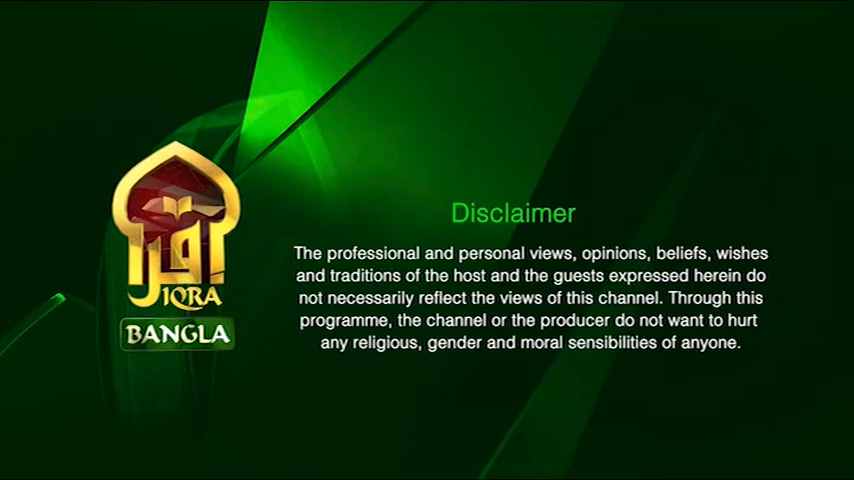 اقرأ
IQRA
BANGLA
Disclaimer
The professional and personal views, opinions, beliefs, wishes
and traditions of the host and the guests expressed herein do
not necessarily reflect the views of this channel. Through this
programme, the channel or the producer do not want to hurt
any religious, gender and moral sensibilities of anyone.